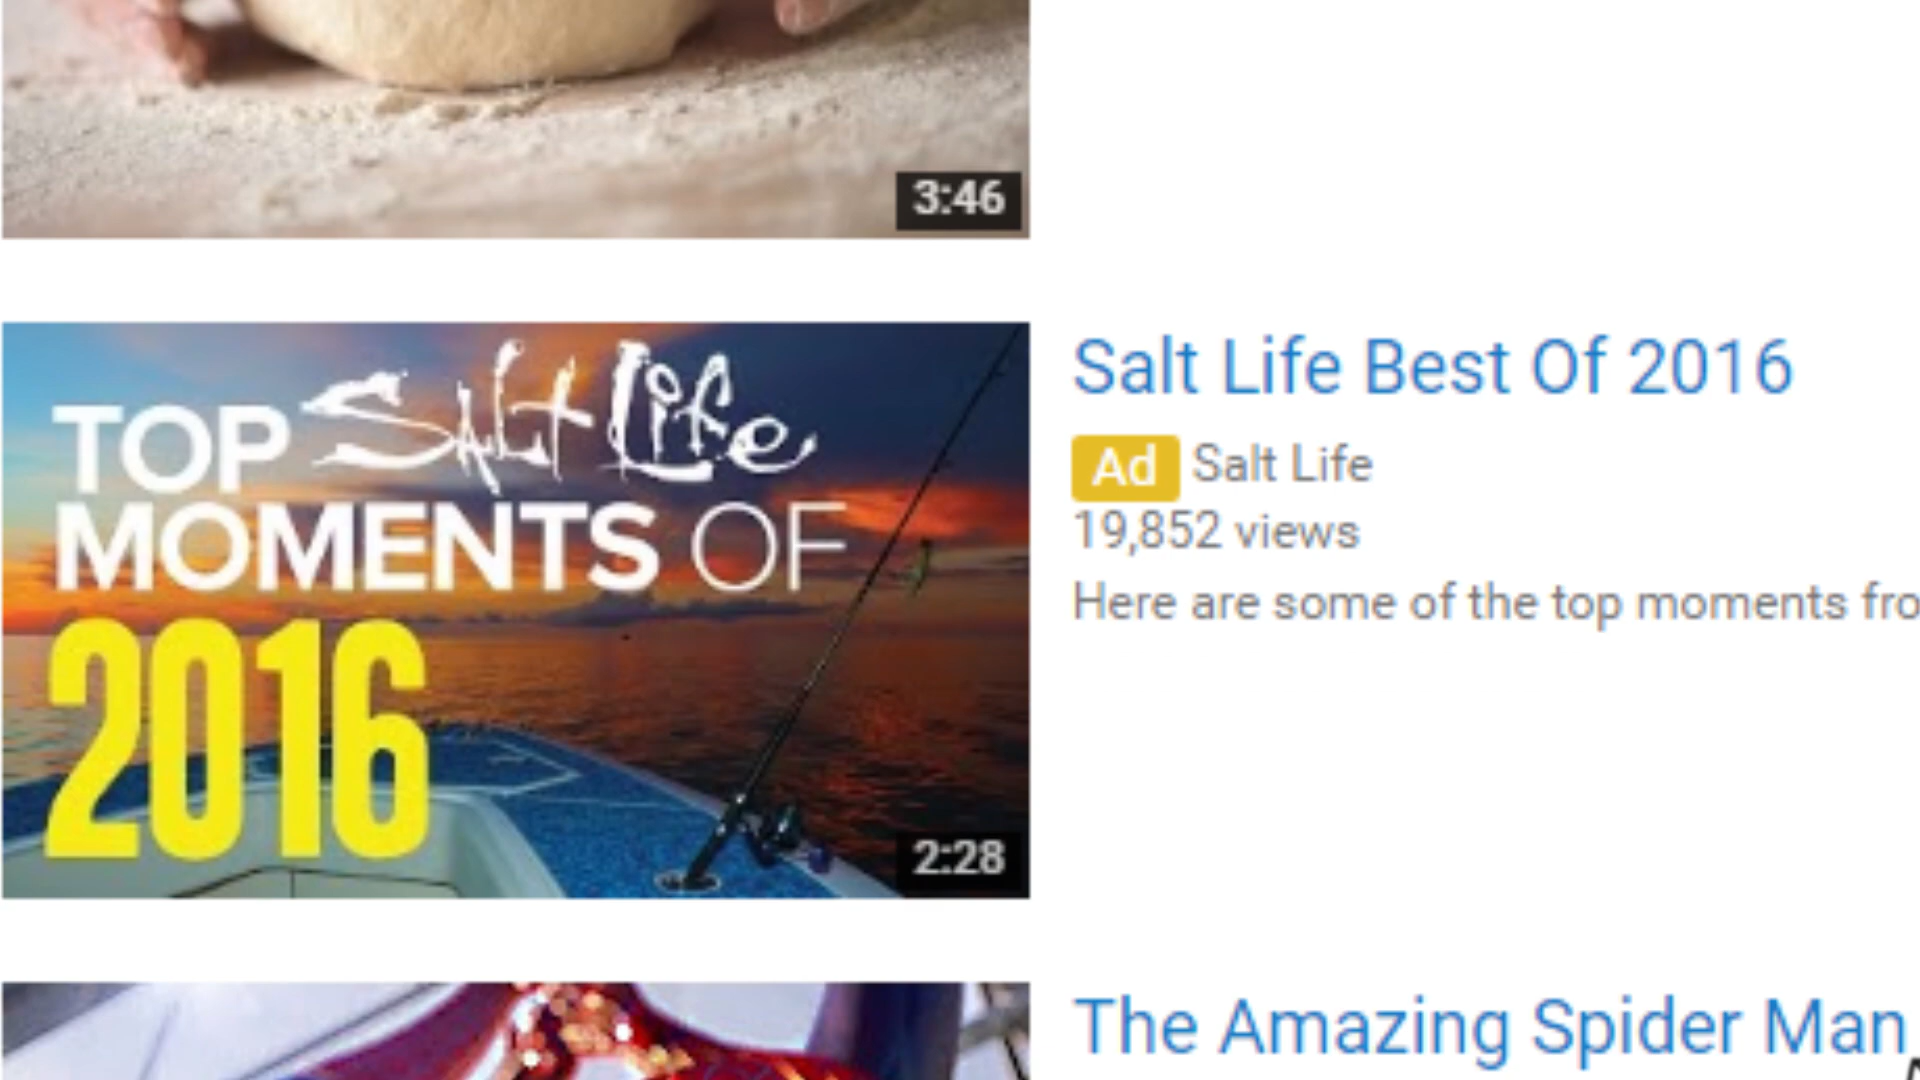 3:46
TOP Salt Life
MOMENTS OF
2016
2:28
Salt Life Best Of 2016
Ad Salt Life
19,852 views
Here are some of the top moments fro
The Amazing Spider Man